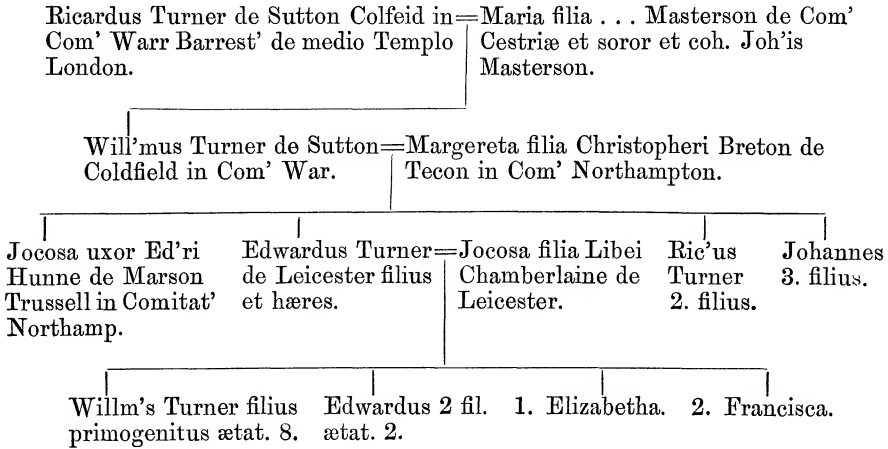 Ricardus Turner de Sutton Colfeid in=Maria filia . . . Masterson de Com'
Com' Warr Barrest' de medio Templo Cestriæ et soror et coh. Joh'is
London. Masterson.
Will'mus Turner de Sutton=Margereta filia Christopheri Breton de
Coldfield in Com' War. Tecon in Com' Northampton.
Jocosa uxor Ed'ri Edwardus Turner=Jocosa filia Libei Ric'us Johannes
Hunne de Marson de Leicester filius Chamberlaine de Turner 3. filius.
Trussell in Comitat' et hæres. Leicester. 2. filius.
Northamp.
Willm's Turner filius Edwardus 2 fil. 1. Elizabetha. 2. Francisca.
primogenitus ætat. 8. ætat. 2.